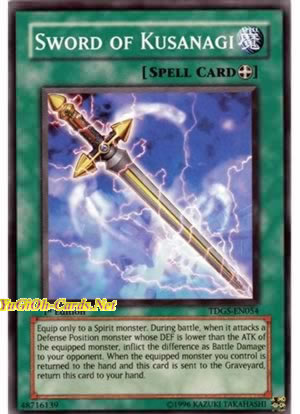 SWORD OF KUSANAGI 魔
[SPELL CARD]
YuGiOh-Cards.Net
Edition
TDGS-EN054
Equip only to a Spirit monster. During battle, when it attacks a
Defense Position monster whose DEF is lower than the ATK of
the equipped monster, inflict the difference as Battle Damage
to your opponent. When the equipped monster you control is
returned to the hand and this card is sent to the Graveyard,
return this card to your hand.
48716139
©1996 KAZUKI TAKAHASHI